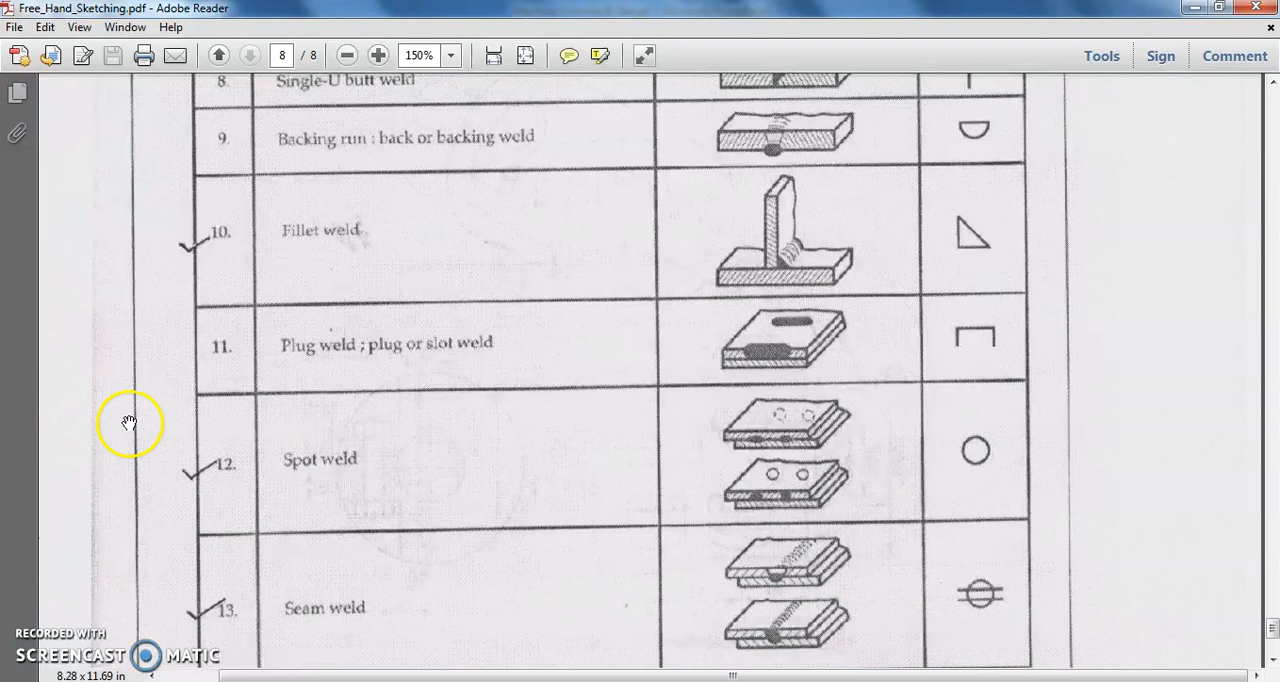 Free_Hand_Sketching.pdf - Adobe Reader
File Edit View Window Help
8 / 8 150% Tools Sign Comment
8. Single-U butt weld
9. Backing run : back or backing weld
10. Fillet weld
11. Plug weld ; plug or slot weld
12. Spot weld
13. Seam weld
RECORDED WITH
SCREENCAST MATIC
8.28 x 11.69 in